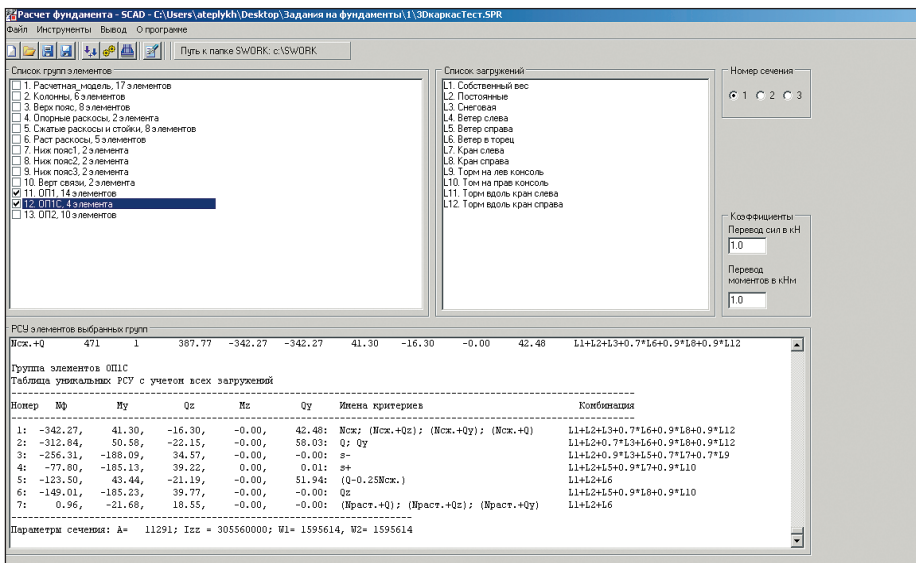 Расчет фундамента - SCAD - C:\Users\ateplykh\Desktop\Задания на фундаменты\1\3DкаркасТест.SPR
Файл Инструменты Вывод О программе
Путь к папке SWORK: c:\SWORK
Список групп элементов
1. Расчетная_модель, 17 элементов
2. Колонны, 6 элементов
3. Верх пояс, 8 элементов
4. Опорные раскосы, 2 элемента
5. Сжатые раскосы и стойки, 8 элементов
6. Раст раскосы, 5 элементов
7. Ниж пояс1, 2 элемента
8. Ниж пояс2, 2 элемента
9. Ниж пояс3, 2 элемента
10. Верт связи, 2 элемента
11. ОП1, 14 элементов
12. ОП1С, 4 элемента
13. ОП2, 10 элементов
Список загружений
L1. Собственный вес
L2. Постоянные
L3. Снеговая
L4. Ветер слева
L5. Ветер справа
L6. Ветер в торец
L7. Кран слева
L8. Кран справа
L9. Торм на лев консоль
L10. Том на прав консоль
L11. Торм вдоль кран слева
L12. Торм вдоль кран справа
Номер сечения
1 2 3
Коэффициенты
Перевод сил в кН
1.0
Перевод
моментов в кНм
1.0
РСУ элементов выбранных групп
Nсж.+Q 471 1 387.77 -342.27 -342.27 41.30 -16.30 -0.00 42.48 L1+L2+L3+0.7*L6+0.9*L8+0.9*L12
Группа элементов ОП1С
Таблица уникальных РСУ с учетом всех загружений
Номер Nф My Qz Mz Qy Имена критериев Комбинация
1: -342.27, 41.30, -16.30, -0.00, 42.48: Nсж; (Nсж.+Qz); (Nсж.+Qy); (Nсж.+Q) L1+L2+L3+0.7*L6+0.9*L8+0.9*L12
2: -312.84, 50.58, -22.15, -0.00, 58.03: Q; Qy L1+L2+0.7*L3+L6+0.9*L8+0.9*L12
3: -256.31, -188.09, 34.57, -0.00, -0.00: s- L1+L2+0.9*L3+L5+0.7*L7+0.7*L9
4: -77.80, -185.13, 39.22, 0.00, 0.01: s+ L1+L2+L5+0.9*L7+0.9*L10
5: -123.50, 43.44, -21.19, -0.00, 51.94: (Q-0.25Nсж.) L1+L2+L6
6: -149.01, -185.23, 39.77, -0.00, -0.00: Qz L1+L2+L5+0.9*L8+0.9*L10
7: 0.96, -21.68, 18.55, -0.00, -0.00: (Nраст.+Q); (Nраст.+Qz); (Nраст.+Qy) L1+L2+L6
Параметры сечения: A= 11291; Izz = 305560000; W1= 1595614, W2= 1595614